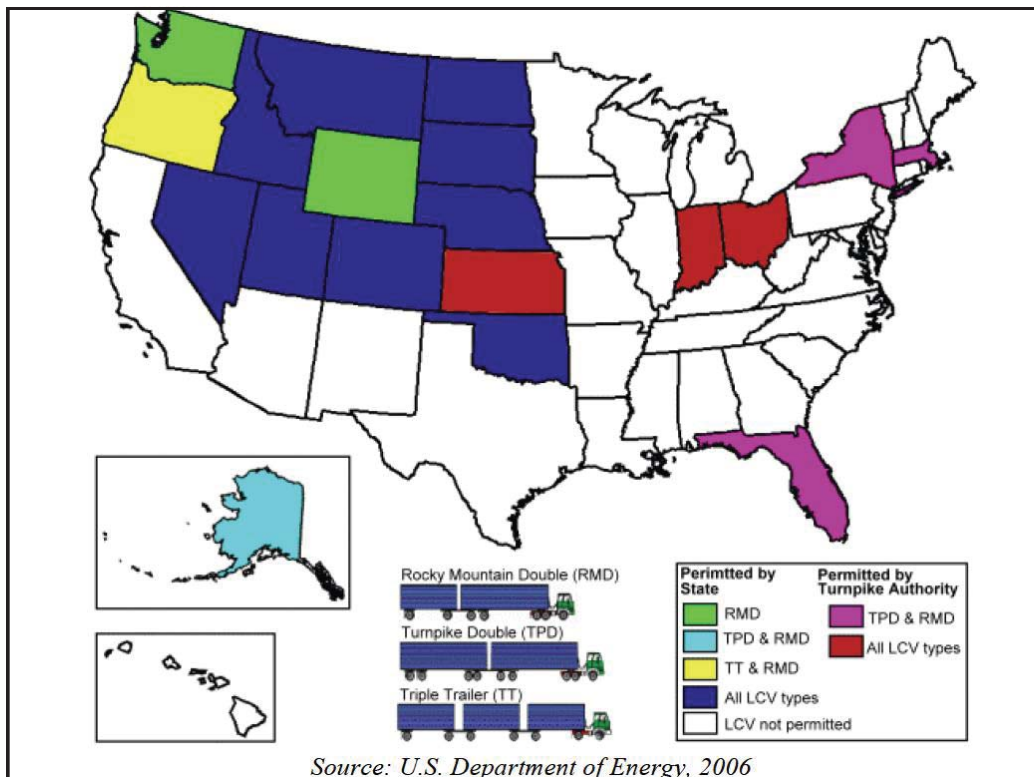 Rocky Mountain Double (RMD)
Turnpike Double (TPD)
Triple Trailer (TT)
Perimtted by
State
RMD
TPD & RMD
TT & RMD
All LCV types
LCV not permitted
Permitted by
Turnpike Authority
TPD & RMD
All LCV types
Source: U.S. Department of Energy, 2006